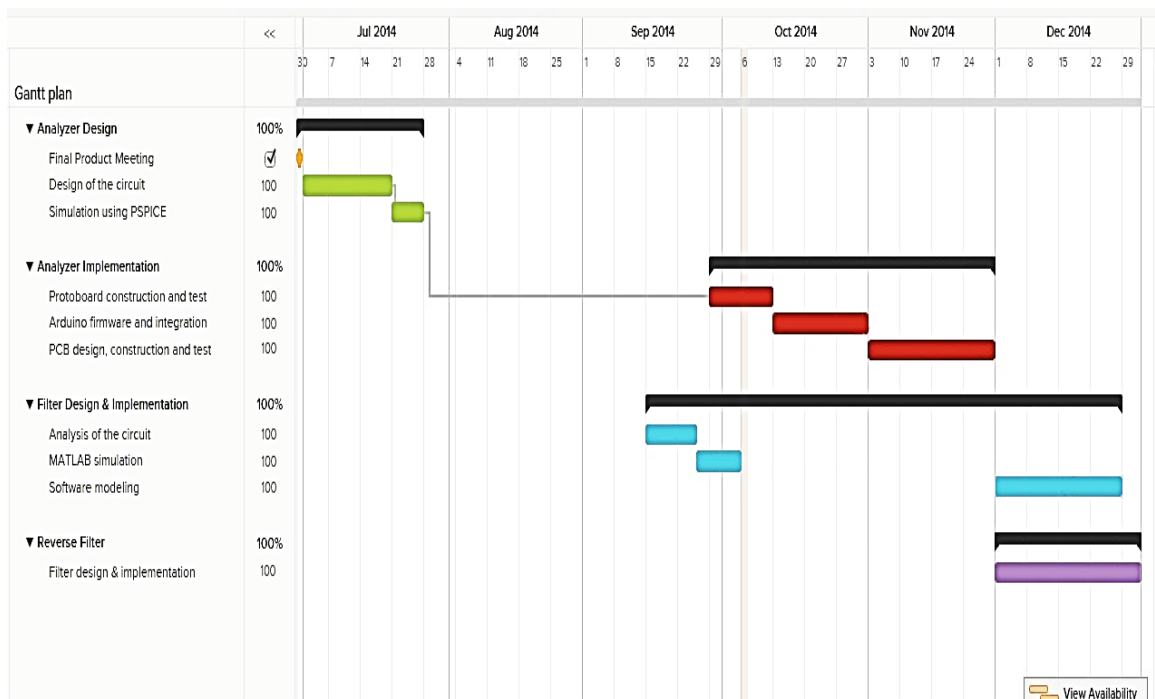 << Jul 2014 Aug 2014 Sep 2014 Oct 2014 Nov 2014 Dec 2014
30 7 14 21 28 4 11 18 25 1 8 15 22 29 6 13 20 27 3 10 17 24 1 8 15 22 29
Gantt plan
▼ Analyzer Design 100%
Final Product Meeting
Design of the circuit 100
Simulation using PSPICE 100
▼ Analyzer Implementation 100%
Protoboard construction and test 100
Arduino firmware and integration 100
PCB design, construction and test 100
▼ Filter Design & Implementation 100%
Analysis of the circuit 100
MATLAB simulation 100
Software modeling 100
▼ Reverse Filter 100%
Filter design & implementation 100
View Availability